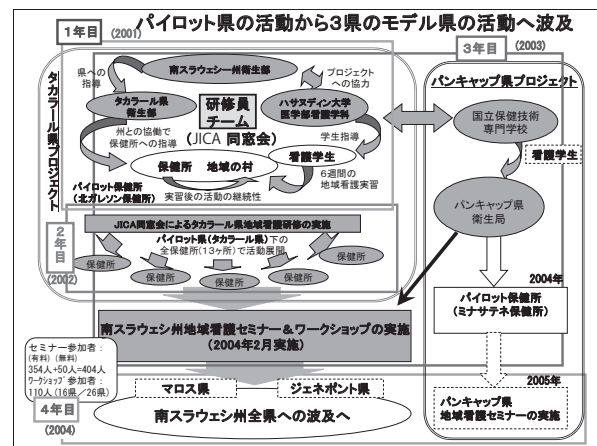 パイロット県の活動から3県のモデル県の活動へ波及
1年目
(2001)
3年目
(2003)
タカラール県プロジェクト
県への
指導
南スラウェシー州衛生部
プロジェクト
への協力
タカラール県
衛生部
研修員
チーム
(JICA 同窓会)
ハサヌディン大学
医学部看護学科
州との協働で
保健所への指導
学生指導
保健所 地域の村
看護学生
パイロット保健所
(北ガレソン保健所)
実習後の活動の継続性
6週間の
地域看護実習
パンキャップ県プロジェクト
国立保健技術
専門学校
看護学生
パンキャップ県
衛生局
2年目
(2002)
JICA同窓会によるタカラール県地域看護研修の実施
パイロット県(タカラール県)下の
全保健所(13ヶ所)で活動展開
保健所
保健所
保健所
保健所
保健所
2004年
パイロット保健所
(ミナサテネ保健所)
南スラウェシ州地域看護セミナー&ワークショップの実施
(2004年2月実施)
セミナー参加者:
(有料) (無料)
354人+50人=404人
ワークショップ参加者:
110人(16県/26県)
マロス県
ジェネポント県
2005年
パンキャップ県
地域看護セミナーの実施
4年目
(2004)
南スラウェシ州全県への波及へ